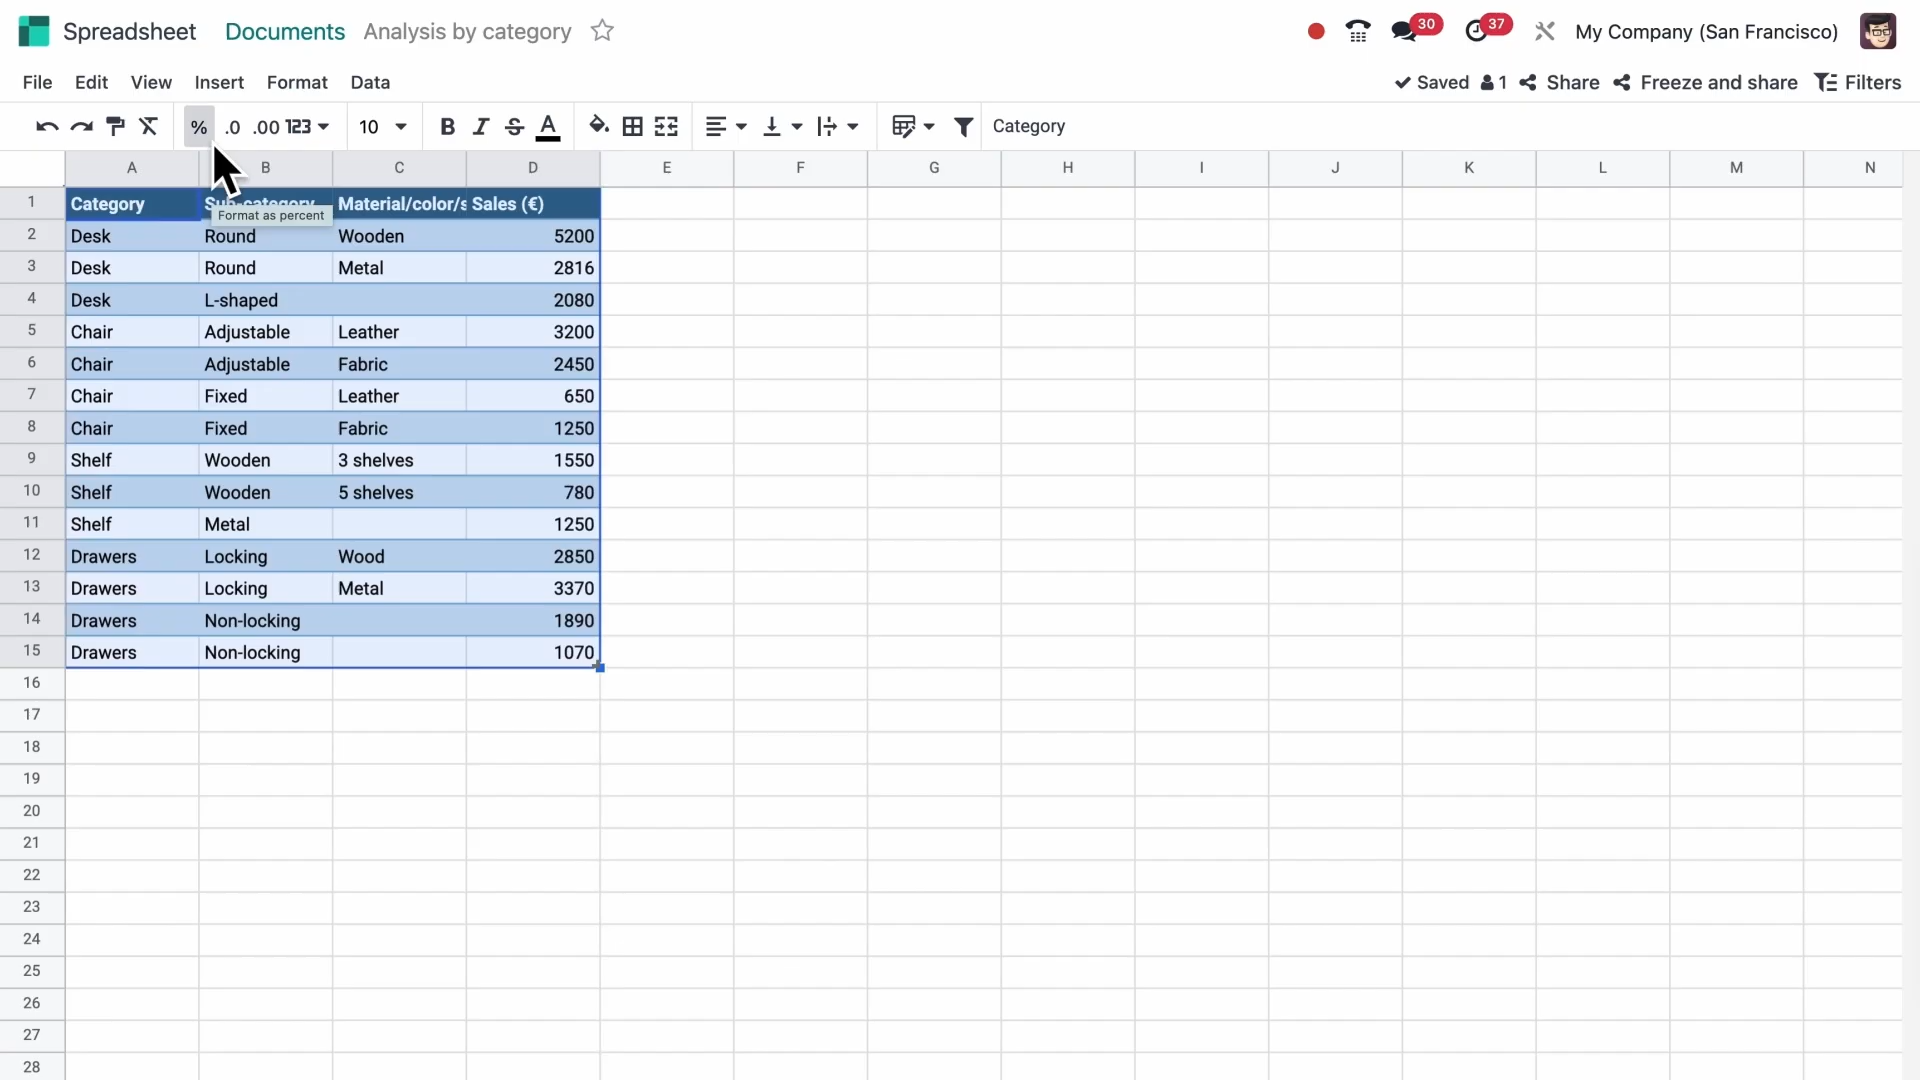 Spreadsheet Documents Analysis by category 30 37 My Company (San Francisco)
File Edit View Insert Format Data Saved 1 Share Freeze and share Filters
% .0 .00 123 10 B I S A Category
A B C D E F G H I J K L M N
1 Category Sub-category Material/color/s Sales (€)
Format as percent
2 Desk Round Wooden 5200
3 Desk Round Metal 2816
4 Desk L-shaped 2080
5 Chair Adjustable Leather 3200
6 Chair Adjustable Fabric 2450
7 Chair Fixed Leather 650
8 Chair Fixed Fabric 1250
9 Shelf Wooden 3 shelves 1550
10 Shelf Wooden 5 shelves 780
11 Shelf Metal 1250
12 Drawers Locking Wood 2850
13 Drawers Locking Metal 3370
14 Drawers Non-locking 1890
15 Drawers Non-locking 1070
16
17
18
19
20
21
22
23
24
25
26
27
28